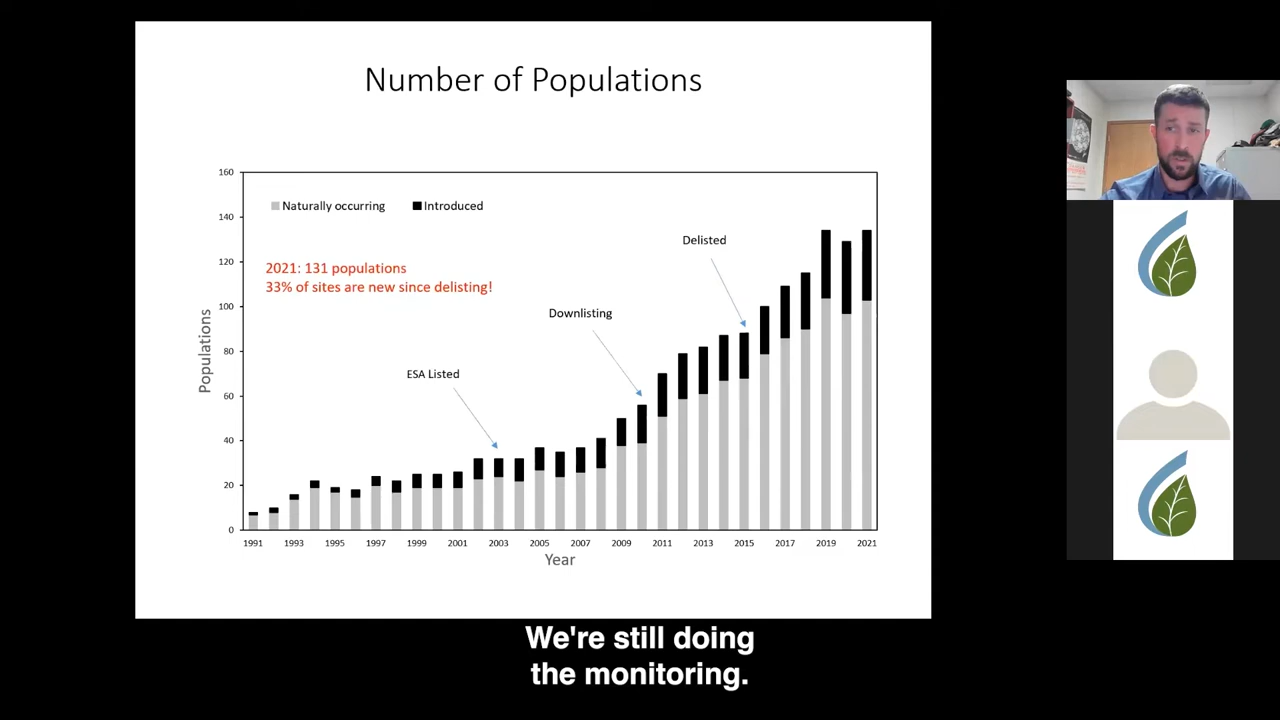 Number of Populations
160
140
120
100
80
60
40
20
0
Populations
Naturally occurring
Introduced
2021: 131 populations
33% of sites are new since delisting!
ESA Listed
Downlisting
Delisted
1991 1993 1995 1997 1999 2001 2003 2005 2007 2009 2011 2013 2015 2017 2019 2021
Year
We're still doing
the monitoring.